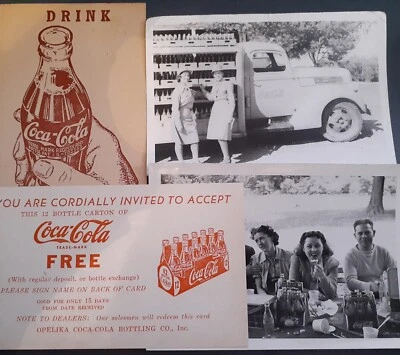 DRINK
Coca-Cola
TRADE MARK REGISTERED
YOU ARE CORDIALLY INVITED TO ACCEPT
THIS 12 BOTTLE CARTON OF
Coca-Cola
TRADE-MARK
FREE
(With regular deposit, or bottle exchange)
PLEASE SIGN NAME ON BACK OF CARD
GOOD FOR ONLY 15 DAYS
FROM DATE RECEIVED
NOTE TO DEALERS: Our salesmen will redeem this card
OPELIKA COCA-COLA BOTTLING CO., Inc.
Coca-Cola